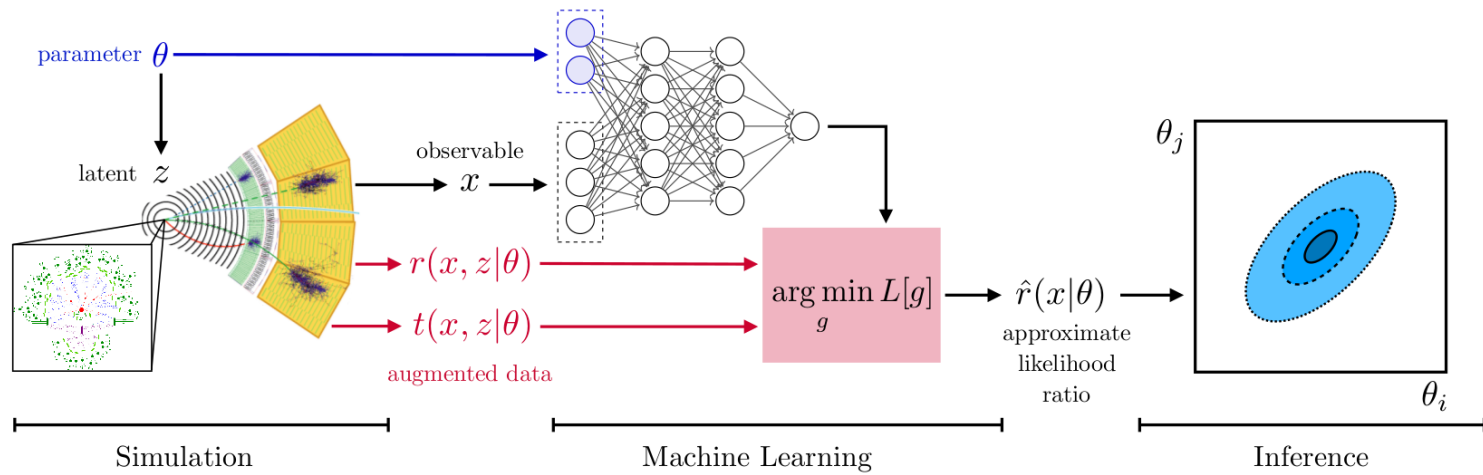 parameter θ
latent z
observable
x
r(x, z|θ)
t(x, z|θ)
augmented data
arg min L[g]
g
r̂(x|θ)
approximate
likelihood
ratio
θⱼ
θᵢ
Simulation
Machine Learning
Inference